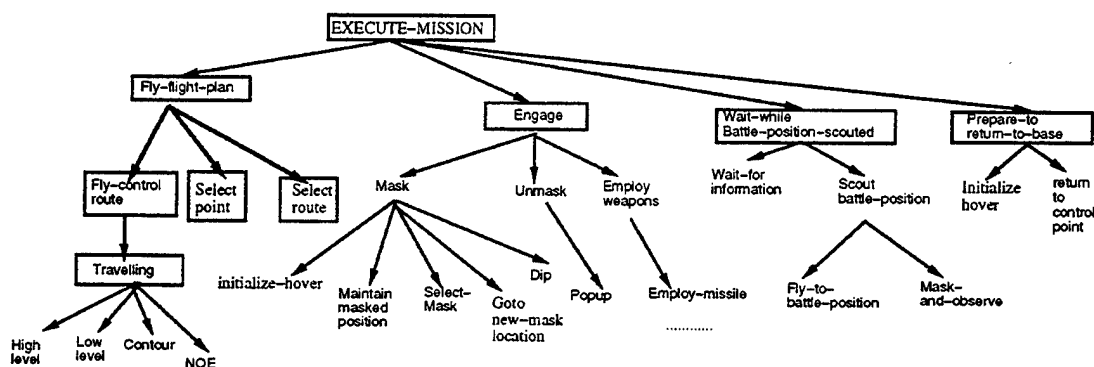 EXECUTE-MISSION
Fly-flight-plan
Engage
Wait-while
Battle-position-scouted
Prepare-to
return-to-base
Fly-control
route
Select
point
Select
route
Mask
Unmask
Employ
weapons
Wait-for
information
Scout
battle-position
Initialize
hover
return
to
control
point
Travelling
initialize-hover
Maintain
masked
position
Select-
Mask
Goto
new-mask
location
Dip
Popup
Employ-missile
............
Fly-to-
battle-position
Mask-
and-observe
High
level
Low
level
Contour
NOE